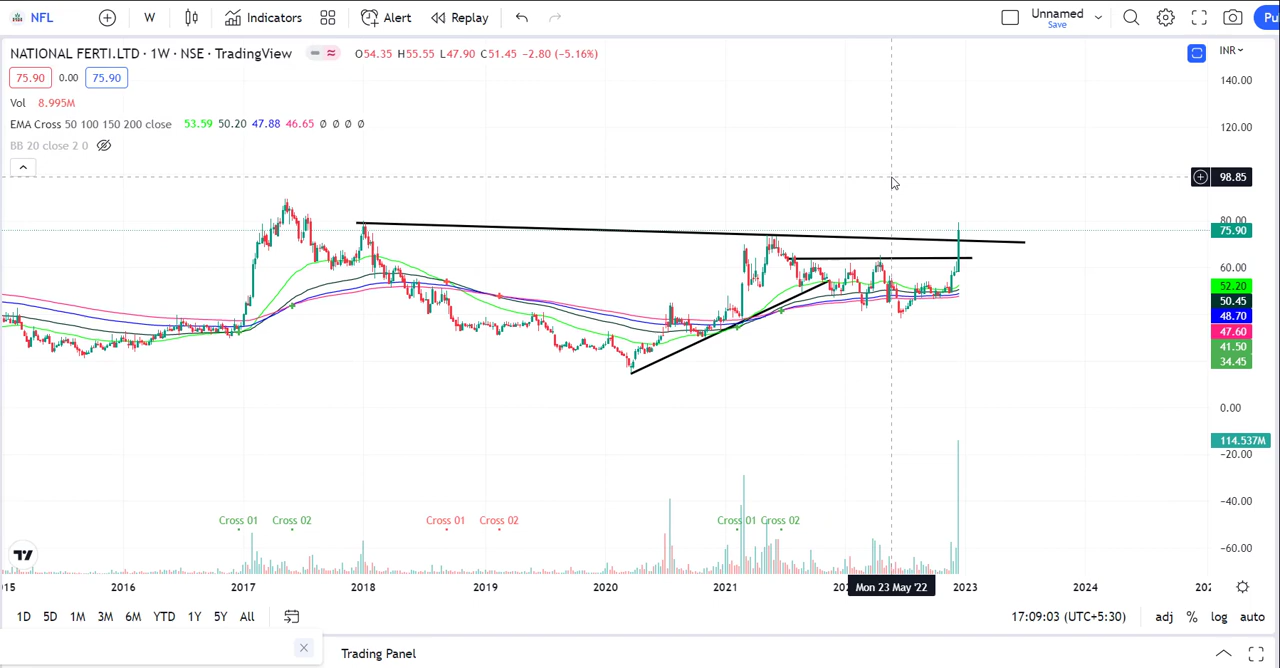 NFL
W
Indicators
Alert
Replay
Unnamed
Save
Pu
NATIONAL FERTI.LTD · 1W · NSE · TradingView
O54.35 H55.55 L47.90 C51.45 −2.80 (−5.16%)
INR
75.90 0.00 75.90
Vol 8.995M
EMA Cross 50 100 150 200 close 53.59 50.20 47.88 46.65 Ø Ø Ø Ø
BB 20 close 2 0
140.00
120.00
98.85
80.00
75.90
60.00
52.20
50.45
48.70
47.60
41.50
34.45
0.00
114.537M
−20.00
−40.00
−60.00
Cross 01 Cross 02 Cross 01 Cross 02 Cross 01 Cross 02
2016 2017 2018 2019 2020 2021 Mon 23 May '22 2023 2024
1D 5D 1M 3M 6M YTD 1Y 5Y All
17:09:03 (UTC+5:30) adj % log auto
Trading Panel